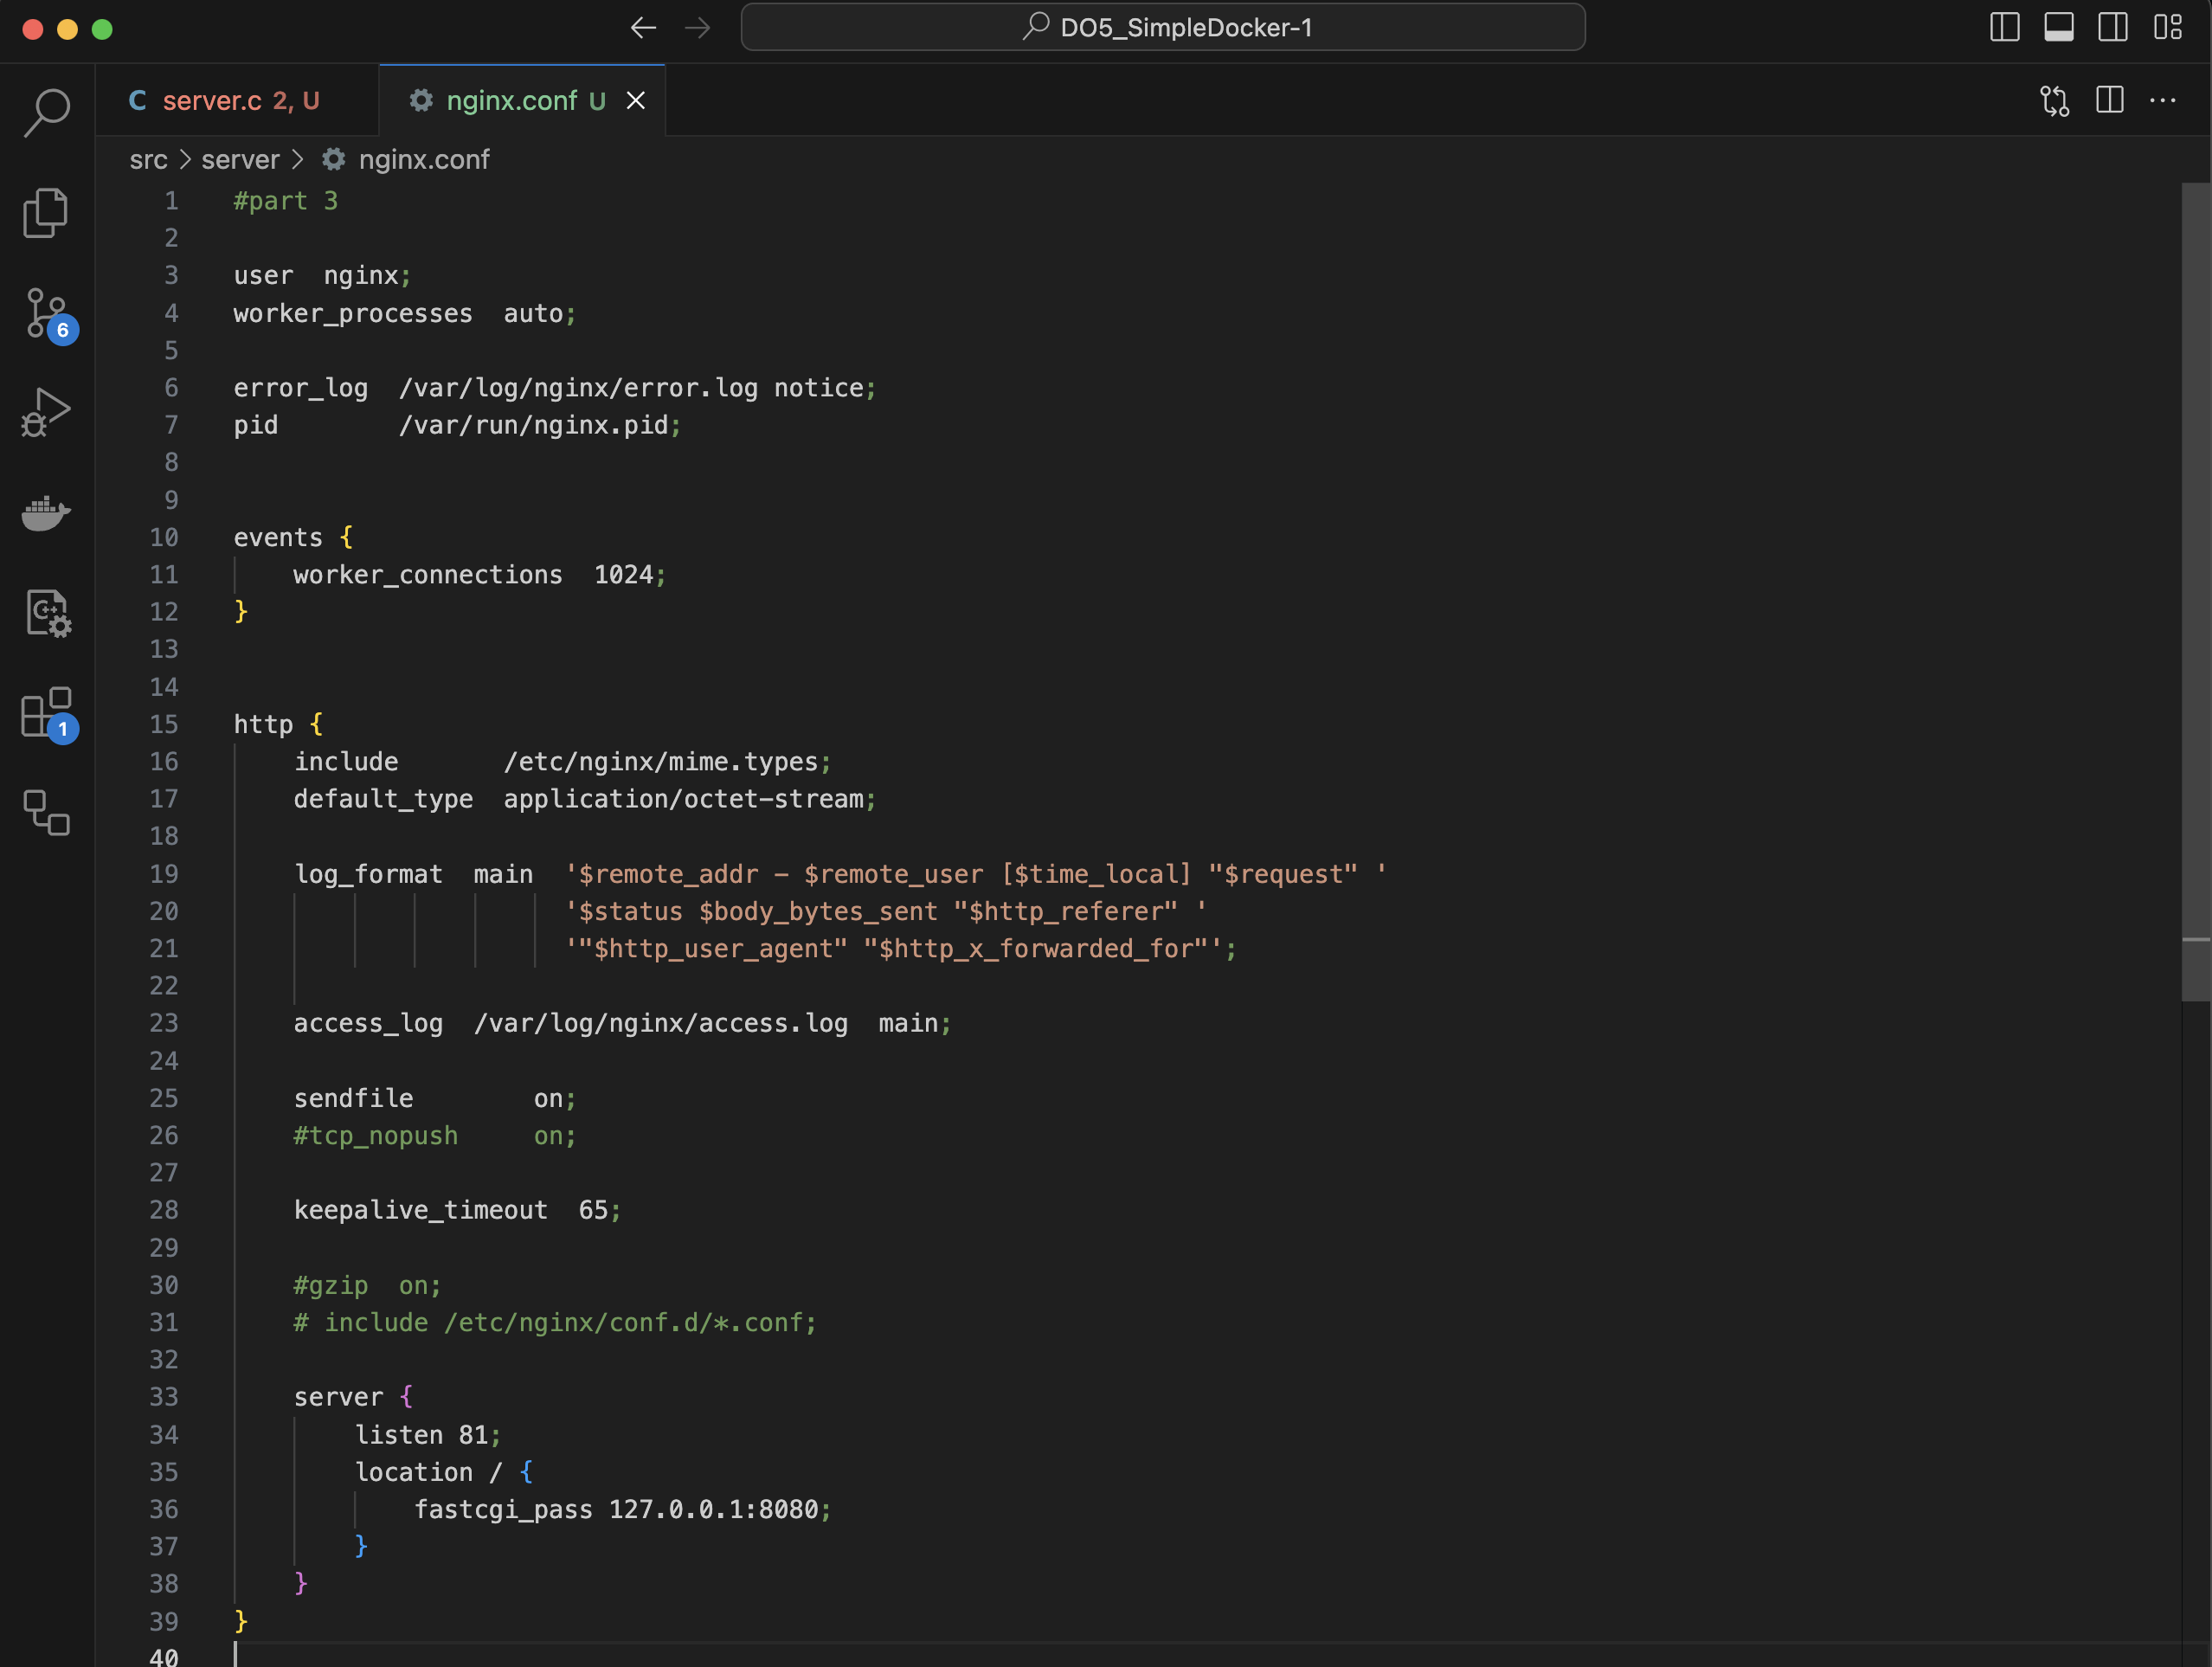 DO5_SimpleDocker-1
C server.c 2, U
nginx.conf U
src > server > nginx.conf
1 #part 3
2
3 user  nginx;
4 worker_processes  auto;
5
6 error_log  /var/log/nginx/error.log notice;
7 pid        /var/run/nginx.pid;
8
9
10 events {
11     worker_connections  1024;
12 }
13
14
15 http {
16     include       /etc/nginx/mime.types;
17     default_type  application/octet-stream;
18
19     log_format  main  '$remote_addr - $remote_user [$time_local] "$request" '
20                       '$status $body_bytes_sent "$http_referer" '
21                       '"$http_user_agent" "$http_x_forwarded_for"';
22
23     access_log  /var/log/nginx/access.log  main;
24
25     sendfile        on;
26     #tcp_nopush     on;
27
28     keepalive_timeout  65;
29
30     #gzip  on;
31     # include /etc/nginx/conf.d/*.conf;
32
33     server {
34         listen 81;
35         location / {
36             fastcgi_pass 127.0.0.1:8080;
37         }
38     }
39 }
40
6
C++
1